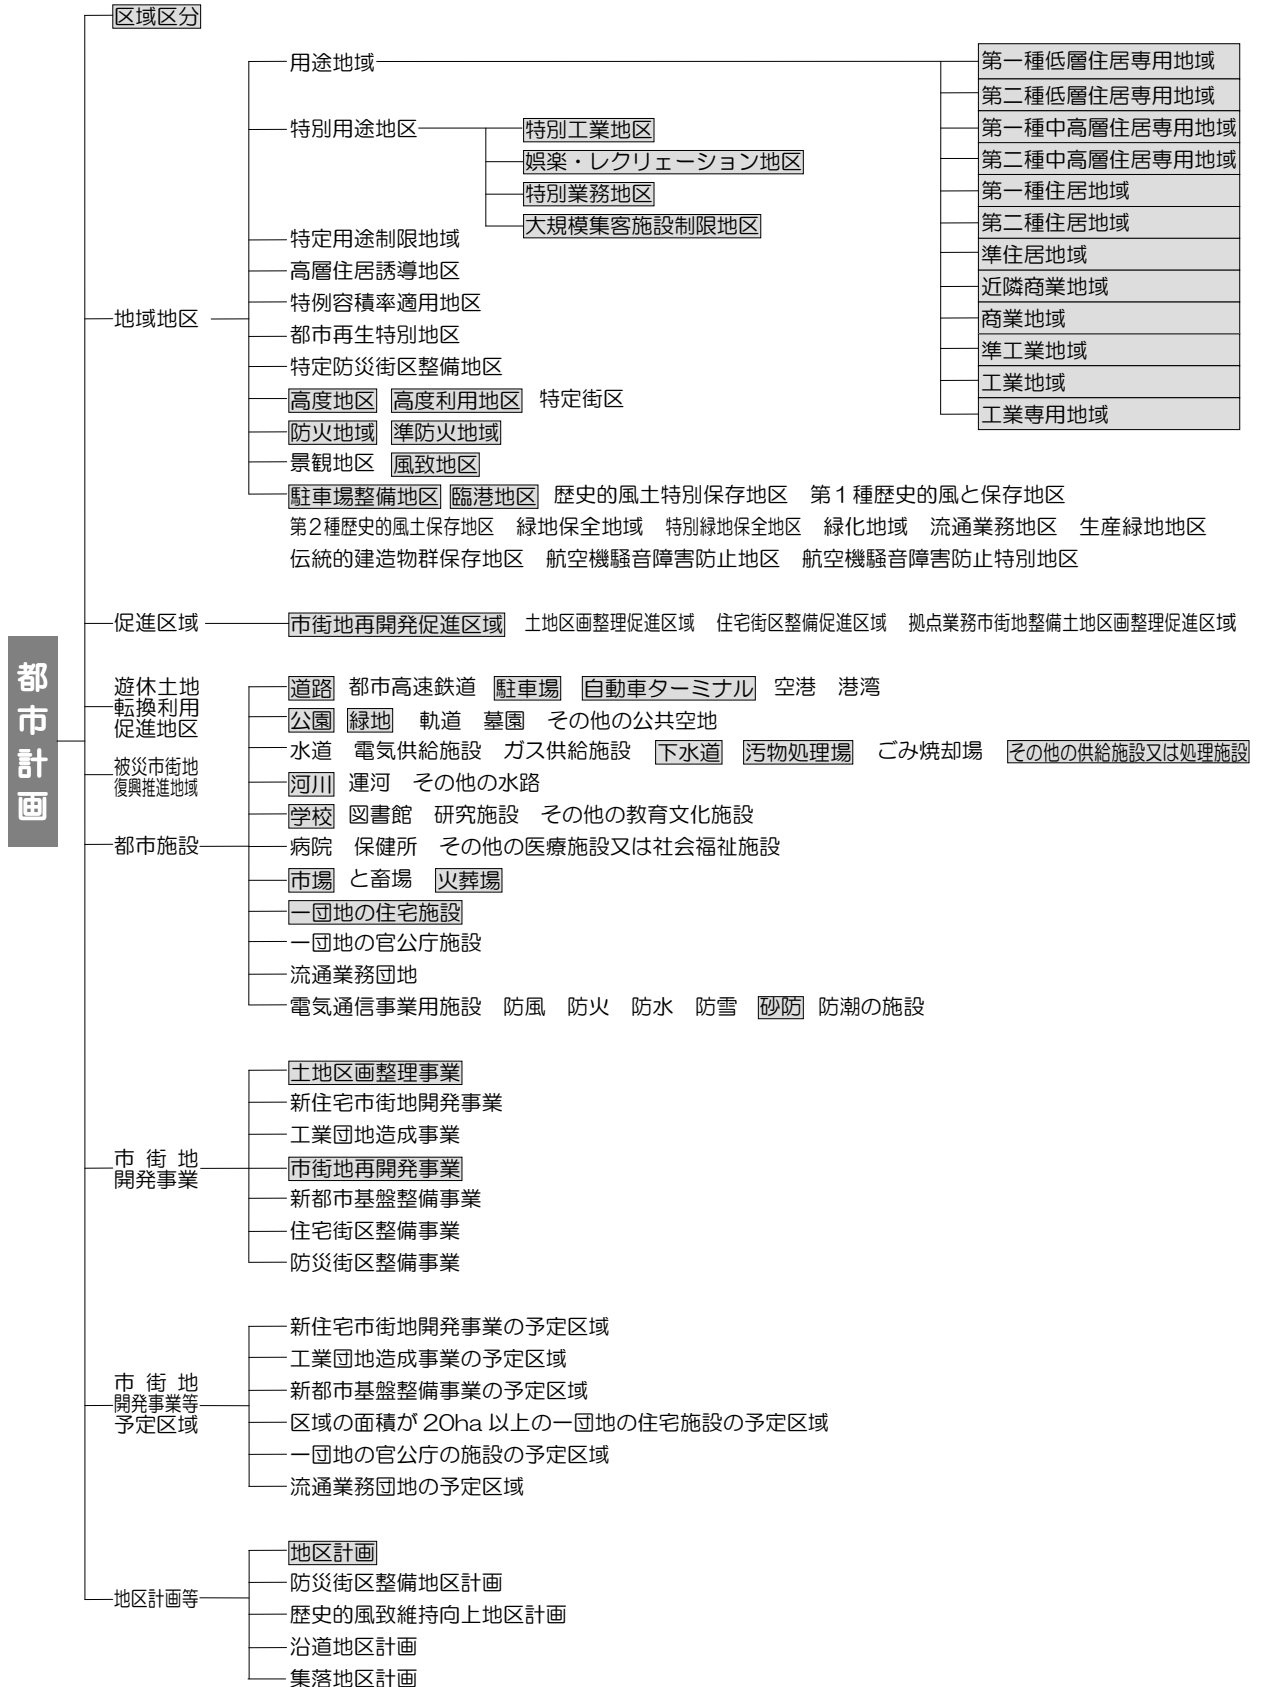 区域区分
用途地域
第一種低層住居専用地域
第二種低層住居専用地域
特別用途地区 特別工業地区
第一種中高層住居専用地域
娯楽・レクリェーション地区
第二種中高層住居専用地域
特別業務地区
第一種住居地域
大規模集客施設制限地区
第二種住居地域
特定用途制限地域
準住居地域
高層住居誘導地区
近隣商業地域
特例容積率適用地区
地域地区
商業地域
都市再生特別地区
準工業地域
特定防災街区整備地区
工業地域
高度地区 高度利用地区 特定街区
工業専用地域
防火地域 準防火地域
景観地区 風致地区
駐車場整備地区 臨港地区 歴史的風土特別保存地区 第1種歴史的風と保存地区
第2種歴史的風土保存地区 緑地保全地域 特別緑地保全地区 緑化地域 流通業務地区 生産緑地地区
伝統的建造物群保存地区 航空機騒音障害防止地区 航空機騒音障害防止特別地区
促進区域 市街地再開発促進区域 土地区画整理促進区域 住宅街区整備促進区域 拠点業務市街地整備土地区画整理促進区域
都市計画
遊休土地
転換利用
促進地区
被災市街地
復興推進地域
都市施設
道路 都市高速鉄道 駐車場 自動車ターミナル 空港 港湾
公園 緑地 軌道 墓園 その他の公共空地
水道 電気供給施設 ガス供給施設 下水道 汚物処理場 ごみ焼却場 その他の供給施設又は処理施設
河川 運河 その他の水路
学校 図書館 研究施設 その他の教育文化施設
病院 保健所 その他の医療施設又は社会福祉施設
市場 と畜場 火葬場
一団地の住宅施設
一団地の官公庁施設
流通業務団地
電気通信事業用施設 防風 防火 防水 防雪 砂防 防潮の施設
市街地
開発事業
土地区画整理事業
新住宅市街地開発事業
工業団地造成事業
市街地再開発事業
新都市基盤整備事業
住宅街区整備事業
防災街区整備事業
市街地
開発事業等
予定区域
新住宅市街地開発事業の予定区域
工業団地造成事業の予定区域
新都市基盤整備事業の予定区域
区域の面積が20ha以上の一団地の住宅施設の予定区域
一団地の官公庁の施設の予定区域
流通業務団地の予定区域
地区計画等
地区計画
防災街区整備地区計画
歴史的風致維持向上地区計画
沿道地区計画
集落地区計画